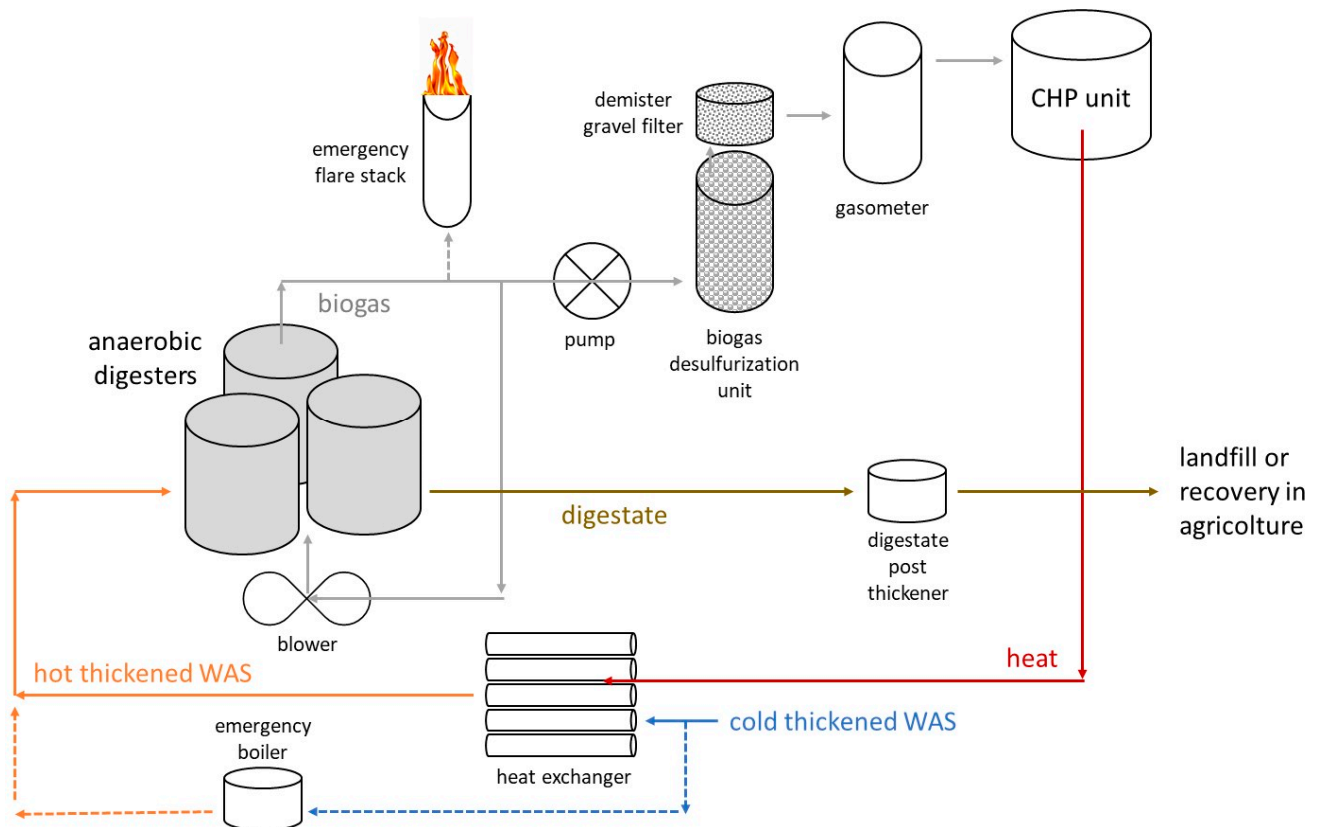 CHP unit
demister
gravel filter
emergency
flare stack
gasometer
biogas
pump
biogas
desulfurization
unit
anaerobic
digesters
landfill or
recovery in
agricolture
digestate
digestate
post
thickener
blower
heat
hot thickened WAS
cold thickened WAS
emergency
boiler
heat exchanger